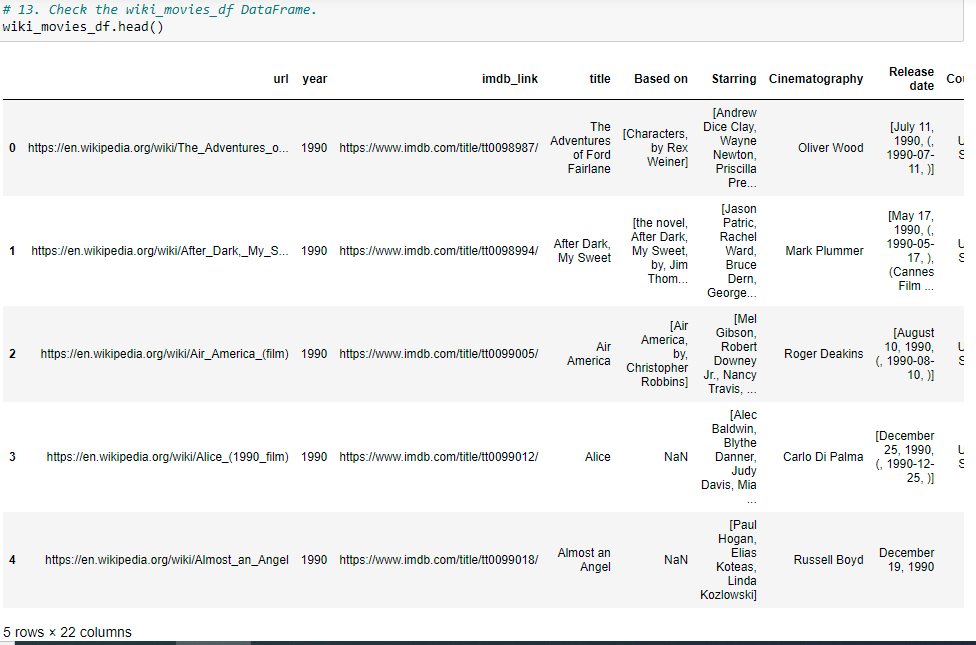 # 13. Check the wiki_movies_df DataFrame.
wiki_movies_df.head()
url year imdb_link title Based on Starring Cinematography Release date Cou
0 https://en.wikipedia.org/wiki/The_Adventures_o... 1990 https://www.imdb.com/title/tt0098987/ The Adventures of Ford Fairlane [Characters, by Rex Weiner] [Andrew Dice Clay, Wayne Newton, Priscilla Pre... Oliver Wood [July 11, 1990, (, 1990-07-11, )] U S
1 https://en.wikipedia.org/wiki/After_Dark,_My_S... 1990 https://www.imdb.com/title/tt0098994/ After Dark, My Sweet [the novel, After Dark, My Sweet, by, Jim Thom... [Jason Patric, Rachel Ward, Bruce Dern, George... Mark Plummer [May 17, 1990, (, 1990-05-17, ), (Cannes Film ... U S
2 https://en.wikipedia.org/wiki/Air_America_(film) 1990 https://www.imdb.com/title/tt0099005/ Air America [Air America, by, Christopher Robbins] [Mel Gibson, Robert Downey Jr., Nancy Travis, ... Roger Deakins [August 10, 1990, (, 1990-08-10, )] U S
3 https://en.wikipedia.org/wiki/Alice_(1990_film) 1990 https://www.imdb.com/title/tt0099012/ Alice NaN [Alec Baldwin, Blythe Danner, Judy Davis, Mia ... Carlo Di Palma [December 25, 1990, (, 1990-12-25, )] U S
4 https://en.wikipedia.org/wiki/Almost_an_Angel 1990 https://www.imdb.com/title/tt0099018/ Almost an Angel NaN [Paul Hogan, Elias Koteas, Linda Kozlowski] Russell Boyd December 19, 1990
5 rows × 22 columns